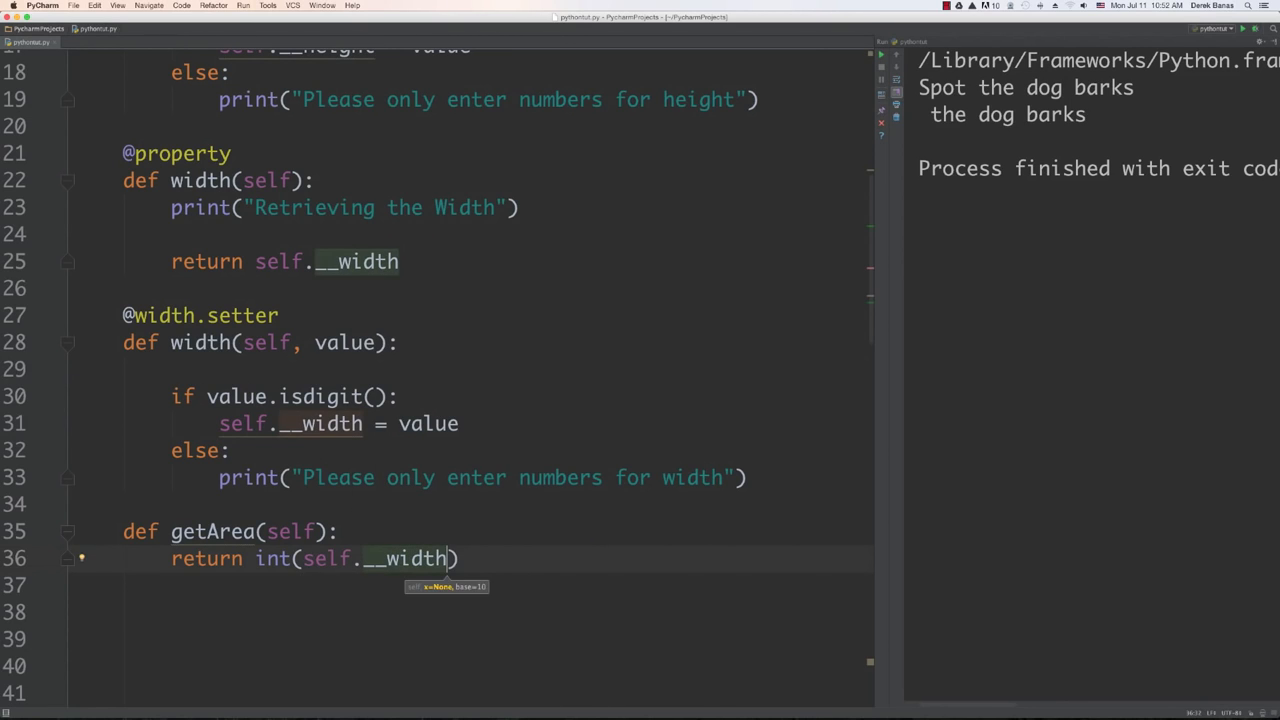 PyCharm File Edit View Navigate Code Refactor Run Tools VCS Window Help
10 Mon Jul 11 10:52 AM Derek Banas
pythontut.py - PyCharmProjects - [~/PycharmProjects]
PycharmProjects pythontut.py pythontut
pythontut.py Run pythontut
self.__height = value
18 else:
19 print("Please only enter numbers for height")
20
21 @property
22 def width(self):
23 print("Retrieving the Width")
24
25 return self.__width
26
27 @width.setter
28 def width(self, value):
29
30 if value.isdigit():
31 self.__width = value
32 else:
33 print("Please only enter numbers for width")
34
35 def getArea(self):
36 return int(self.__width)
self x=None, base=10
37
38
39
40
41
/Library/Frameworks/Python.fra
Spot the dog barks
the dog barks
Process finished with exit cod
36:32 LF÷ UTF-8÷